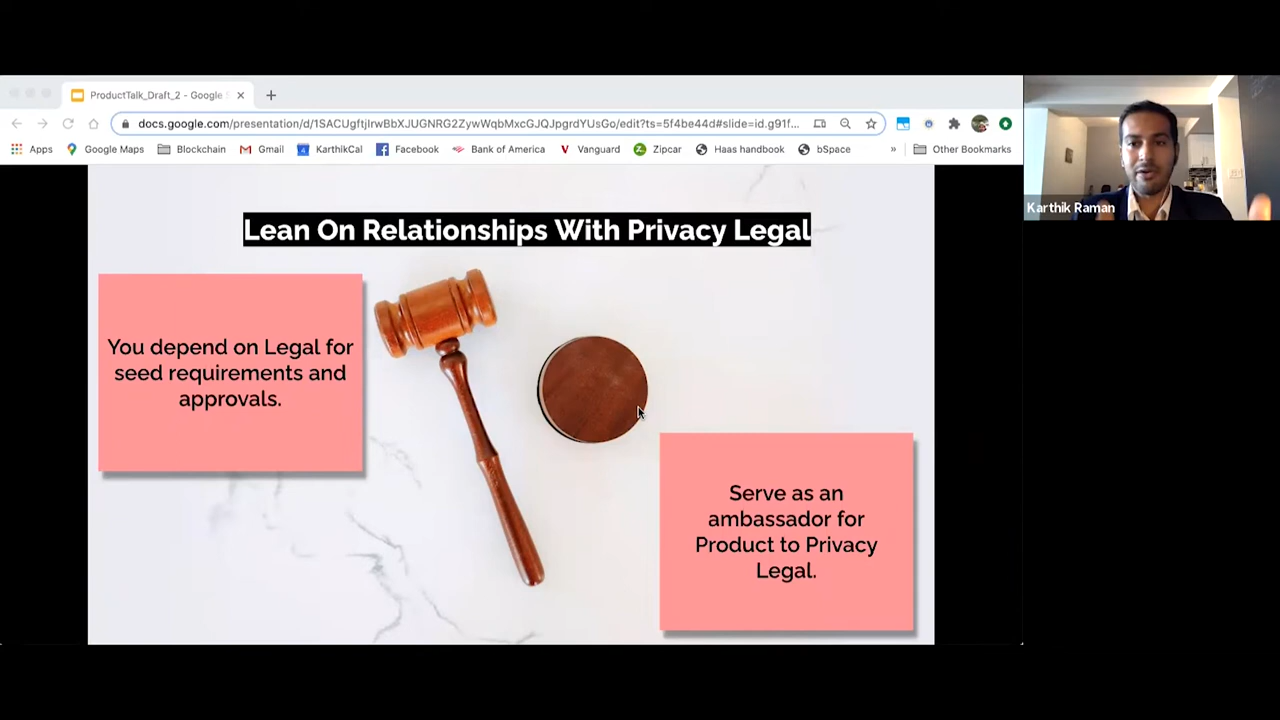 ProductTalk_Draft_2 - Google S
docs.google.com/presentation/d/1SACUgftjIrwBbXJUGNRG2ZywWqbMxcGJQJpgrdYUsGo/edit?ts=5f4be44d#slide=id.g91f...
Apps Google Maps Blockchain Gmail KarthikCal Facebook Bank of America Vanguard Zipcar Haas handbook bSpace » Other Bookmarks
Karthik Raman
Lean On Relationships With Privacy Legal
You depend on Legal for
seed requirements and
approvals.
Serve as an
ambassador for
Product to Privacy
Legal.